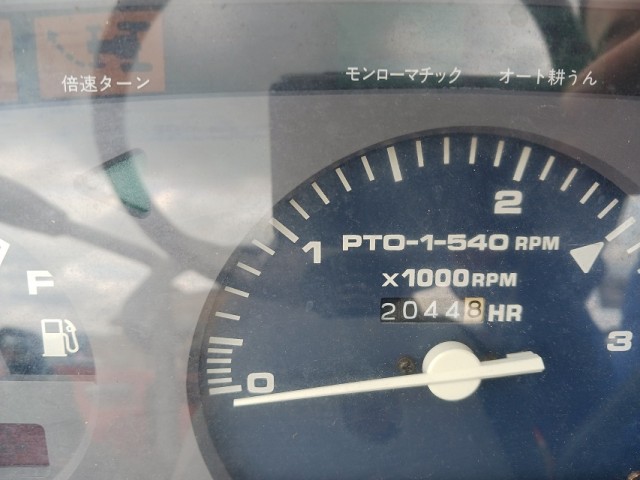 倍速ターン
モンローマチック オート耕うん
2
PTO-1-540 RPM
1
x1000RPM
20448 HR
F
3
0